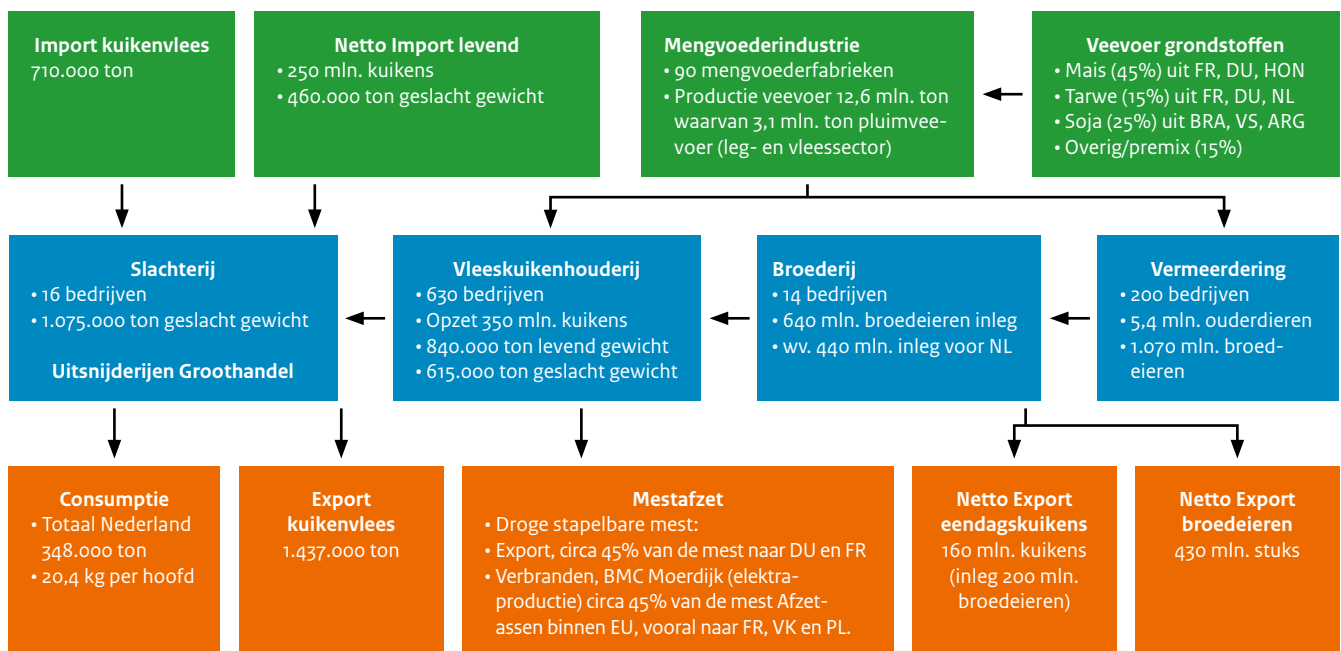 Import kuikenvlees
710.000 ton
Netto Import levend
• 250 mln. kuikens
• 460.000 ton geslacht gewicht
Mengvoederindustrie
• 90 mengvoederfabrieken
• Productie veevoer 12,6 mln. ton
waarvan 3,1 mln. ton pluimvee-
voer (leg- en vleessector)
Veevoer grondstoffen
• Mais (45%) uit FR, DU, HON
• Tarwe (15%) uit FR, DU, NL
• Soja (25%) uit BRA, VS, ARG
• Overig/premix (15%)
Slachterij
• 16 bedrijven
• 1.075.000 ton geslacht gewicht
Uitsnijderijen Groothandel
Vleeskuikenhouderij
• 630 bedrijven
• Opzet 350 mln. kuikens
• 840.000 ton levend gewicht
• 615.000 ton geslacht gewicht
Broederij
• 14 bedrijven
• 640 mln. broedeieren inleg
• wv. 440 mln. inleg voor NL
Vermeerdering
• 200 bedrijven
• 5,4 mln. ouderdieren
• 1.070 mln. broed-
eieren
Consumptie
• Totaal Nederland
348.000 ton
• 20,4 kg per hoofd
Export
kuikenvlees
1.437.000 ton
Mestafzet
• Droge stapelbare mest:
• Export, circa 45% van de mest naar DU en FR
• Verbranden, BMC Moerdijk (elektra-
productie) circa 45% van de mest Afzet-
assen binnen EU, vooral naar FR, VK en PL.
Netto Export
eendagskuikens
160 mln. kuikens
(inleg 200 mln.
broedeieren)
Netto Export
broedeieren
430 mln. stuks